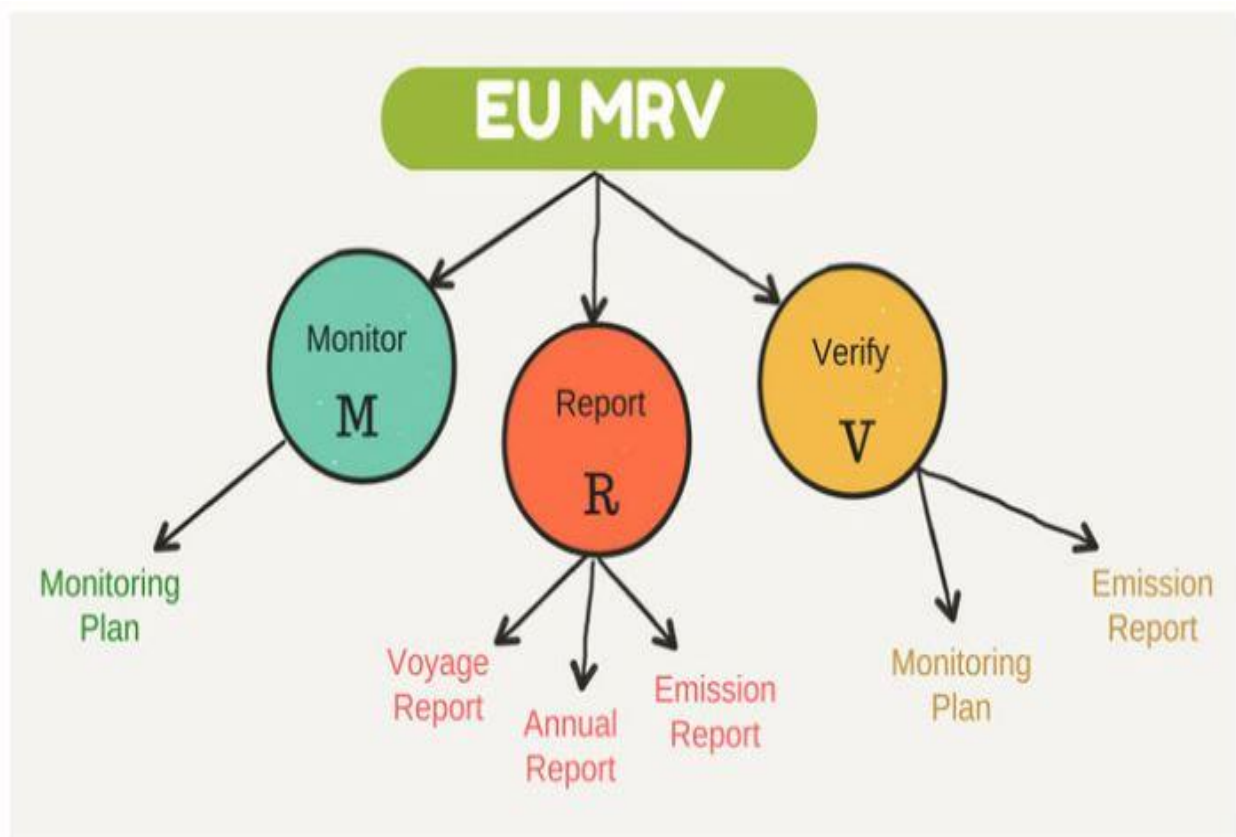 EU MRV
Monitor
M
Report
R
Verify
V
Monitoring
Plan
Voyage
Report
Annual
Report
Emission
Report
Monitoring
Plan
Emission
Report